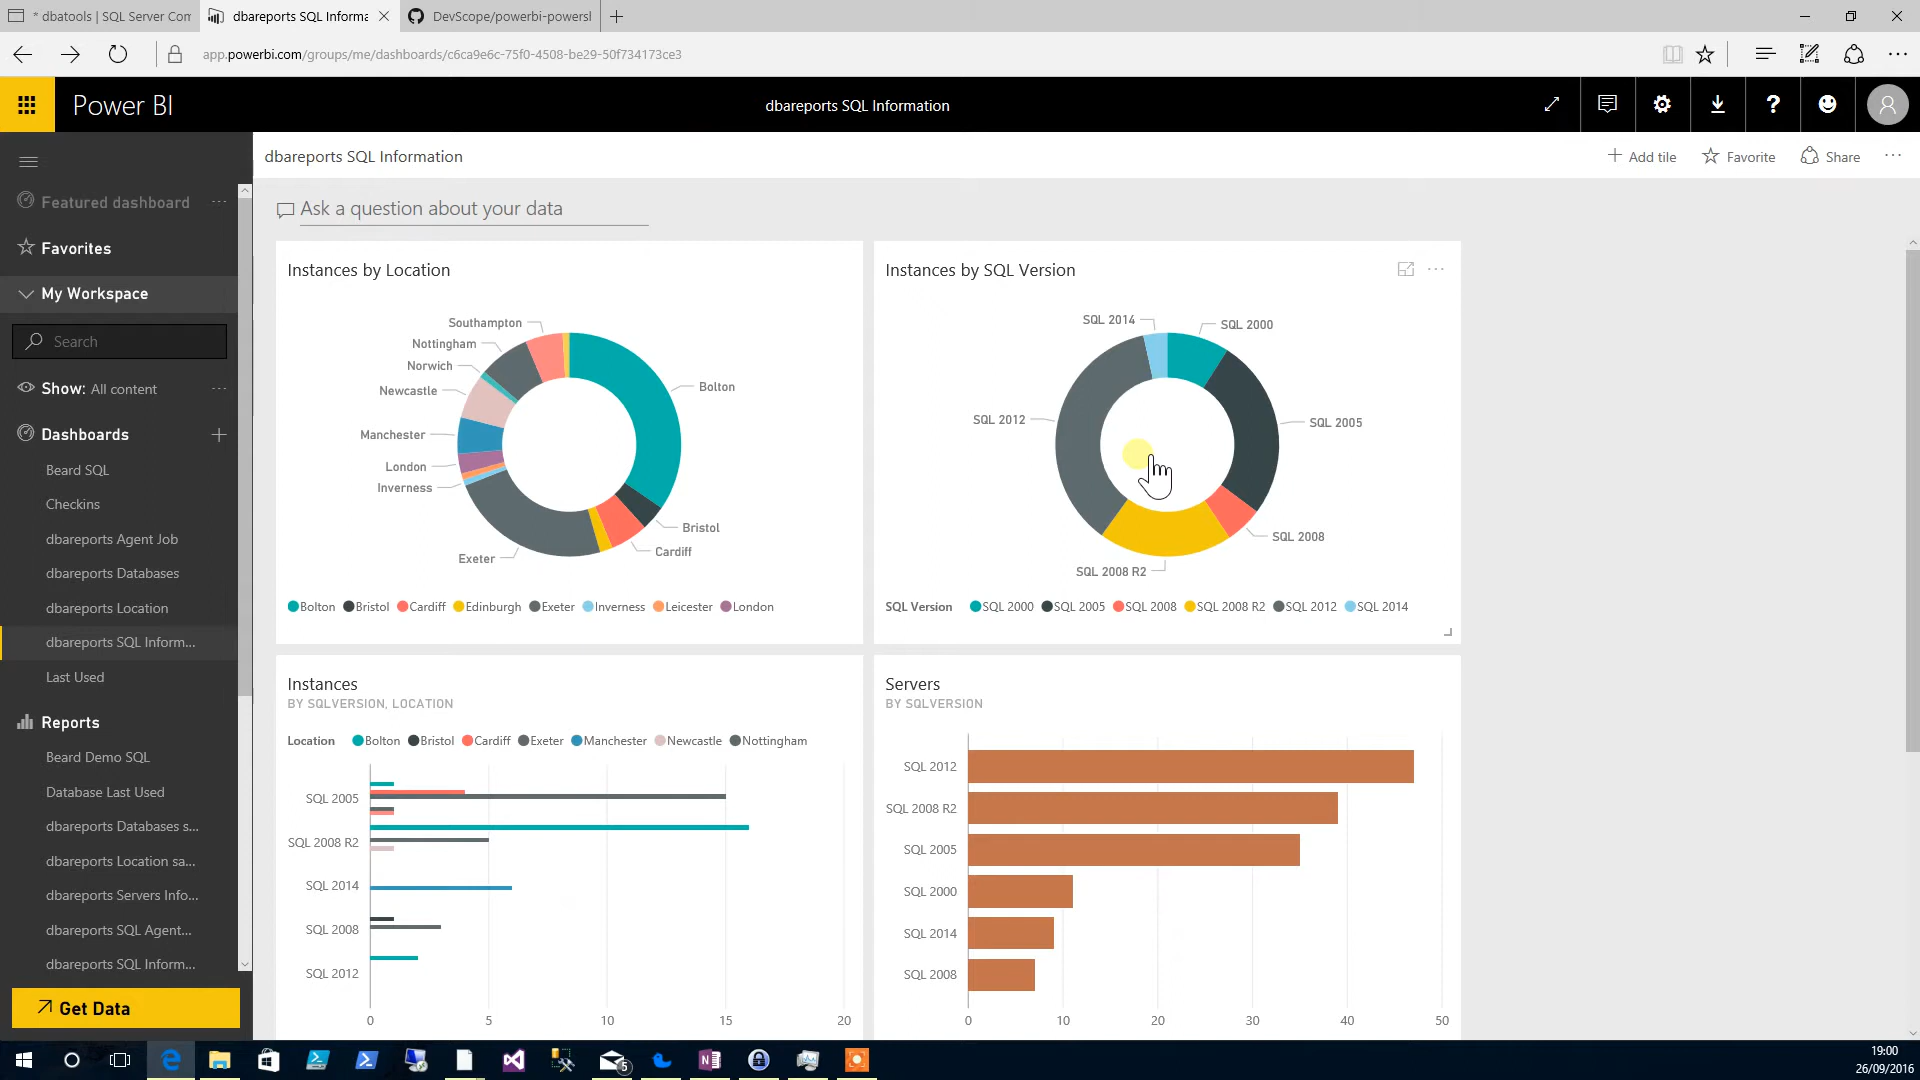 * dbatools | SQL Server Com
dbareports SQL Informa
DevScope/powerbi-powersl
app.powerbi.com/groups/me/dashboards/c6ca9e6c-75f0-4508-be29-50f734173ce3
Power BI
dbareports SQL Information
dbareports SQL Information
Add tile
Favorite
Share
Featured dashboard
Favorites
My Workspace
Search
Show: All content
Dashboards
Beard SQL
Checkins
dbareports Agent Job
dbareports Databases
dbareports Location
dbareports SQL Inform...
Last Used
Reports
Beard Demo SQL
Database Last Used
dbareports Databases s...
dbareports Location sa...
dbareports Servers Info...
dbareports SQL Agent...
dbareports SQL Inform...
Get Data
Ask a question about your data
Instances by Location
Southampton
Nottingham
Norwich
Newcastle
Manchester
London
Inverness
Exeter
Bolton
Bristol
Cardiff
Bolton Bristol Cardiff Edinburgh Exeter Inverness Leicester London
Instances by SQL Version
SQL 2014
SQL 2000
SQL 2012
SQL 2005
SQL 2008
SQL 2008 R2
SQL Version SQL 2000 SQL 2005 SQL 2008 SQL 2008 R2 SQL 2012 SQL 2014
Instances
BY SQLVERSION, LOCATION
Location Bolton Bristol Cardiff Exeter Manchester Newcastle Nottingham
SQL 2005
SQL 2008 R2
SQL 2014
SQL 2008
SQL 2012
0 5 10 15 20
Servers
BY SQLVERSION
SQL 2012
SQL 2008 R2
SQL 2005
SQL 2000
SQL 2014
SQL 2008
0 10 20 30 40 50
5
19:00
26/09/2016